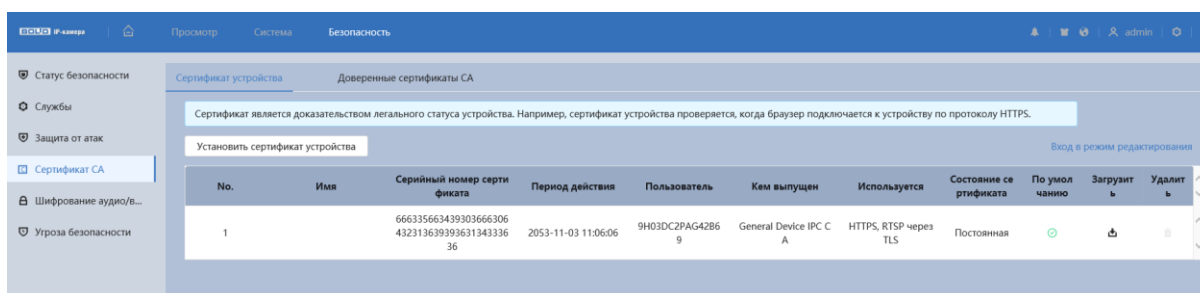 BOLID IP-камера Просмотр Система Безопасность admin
Статус безопасности
Службы
Защита от атак
Сертификат CA
Шифрование аудио/в...
Угроза безопасности
Сертификат устройства Доверенные сертификаты CA
Сертификат является доказательством легального статуса устройства. Например, сертификат устройства проверяется, когда браузер подключается к устройству по протоколу HTTPS.
Установить сертификат устройства Вход в режим редактирования
No. Имя Серийный номер серти Период действия Пользователь Кем выпущен Используется Состояние се По умол Загрузит Удалит
фиката ртификата чанию ь ь
666335663439303666306
1 43231363939363134333б 2053-11-03 11:06:06 9H03DC2PAG42B6 General Device IPC C HTTPS, RTSP через Постоянная
36 9 A TLS